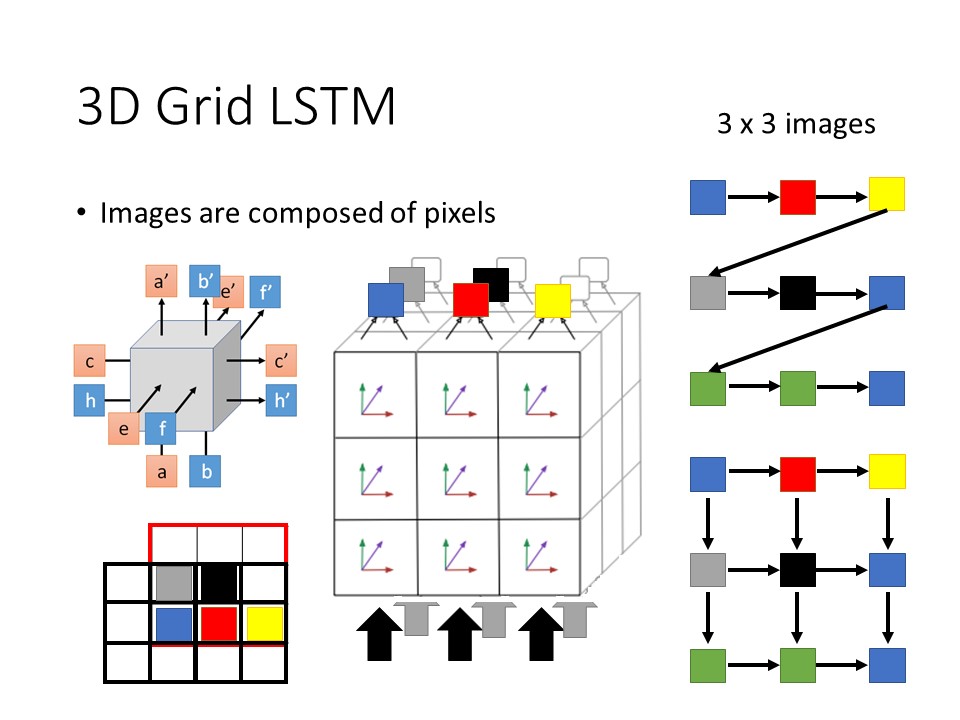 3D Grid LSTM
3 x 3 images
• Images are composed of pixels
a’ b’ e’ f’
c c’
h h’
e f
a b